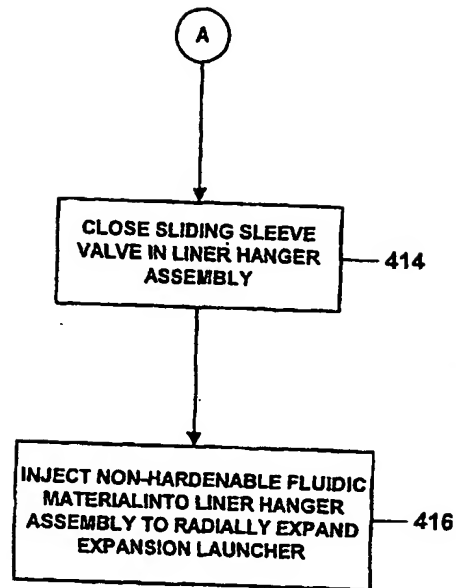 A
CLOSE SLIDING SLEEVE
VALVE IN LINER HANGER
ASSEMBLY
414
INJECT NON-HARDENABLE FLUIDIC
MATERIALINTO LINER HANGER
ASSEMBLY TO RADIALLY EXPAND
EXPANSION LAUNCHER
416